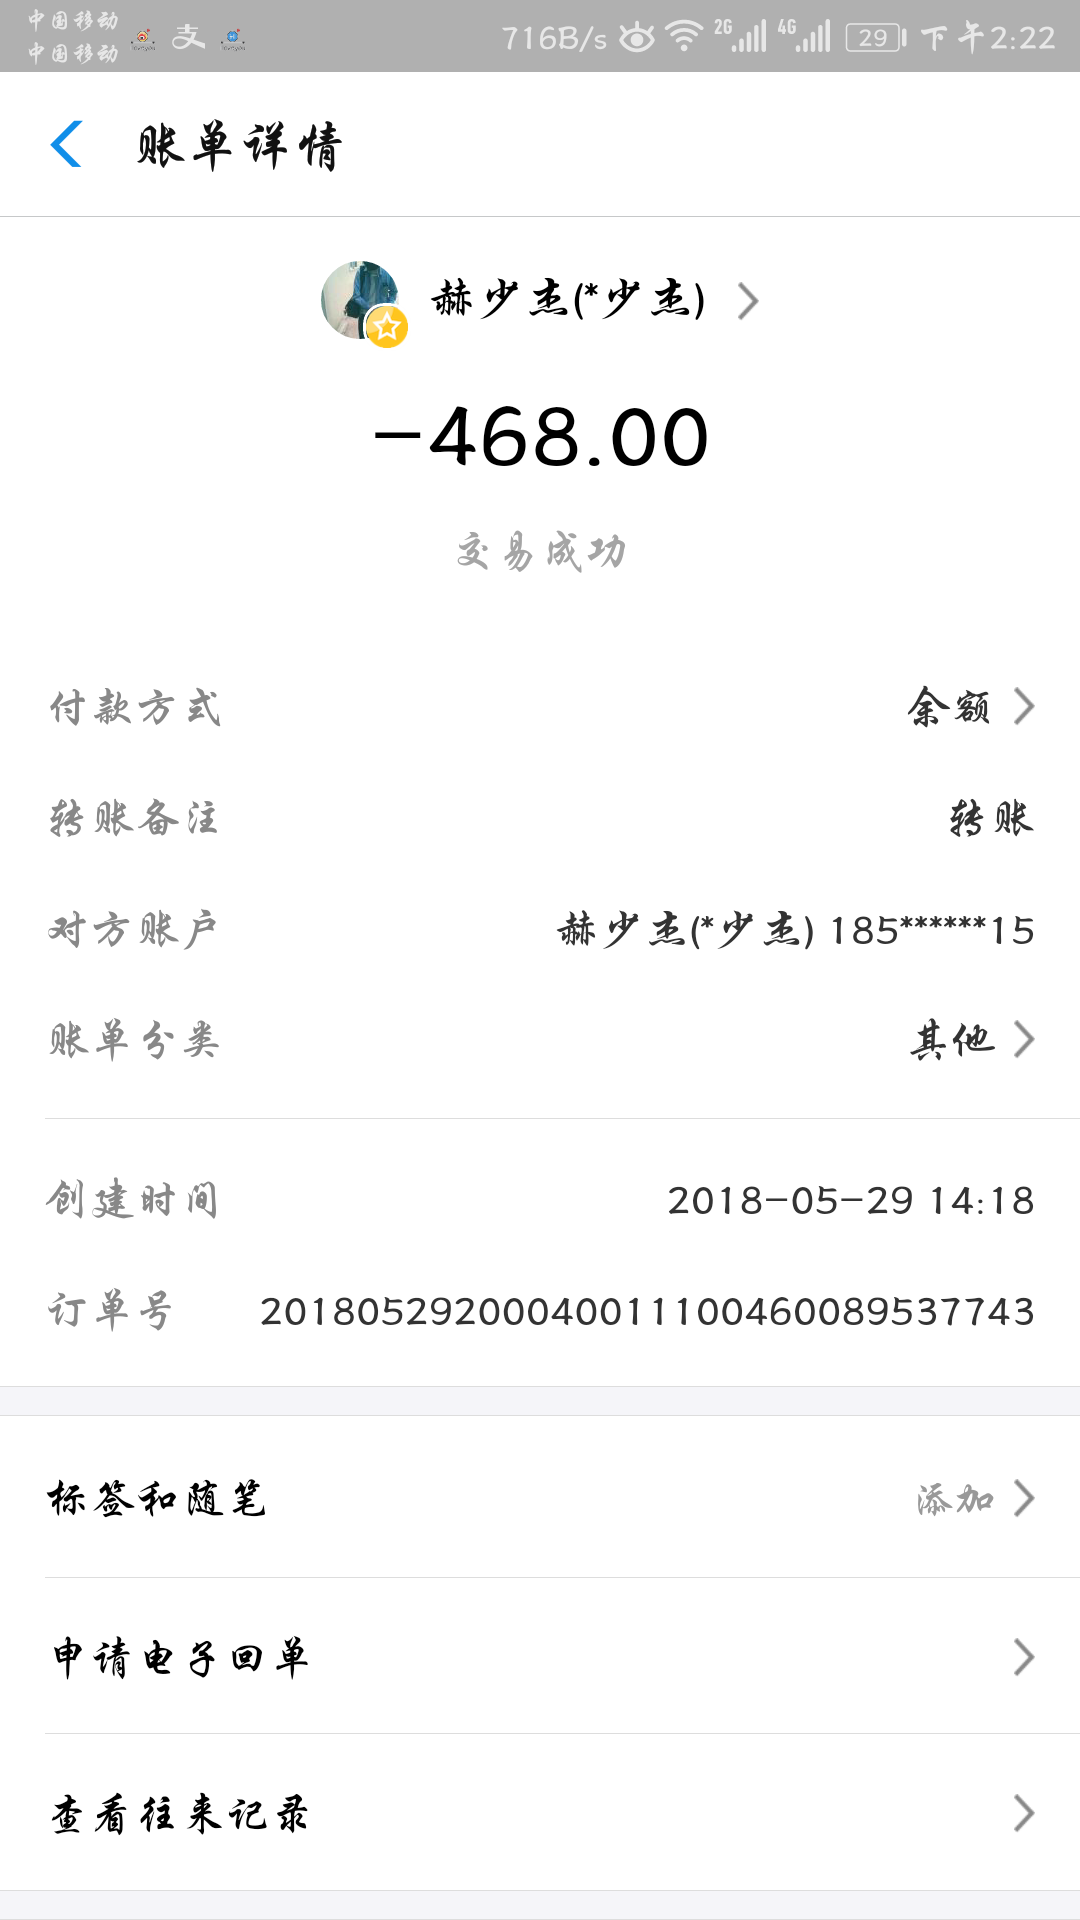 中国移动
中国移动
支 716B/s 2G 4G 29 下午2:22
账单详情
赫少杰(*少杰)
-468.00
交易成功
付款方式 余额
转账备注 转账
对方账户 赫少杰(*少杰) 185******15
账单分类 其他
创建时间 2018-05-29 14:18
订单号 20180529200040011100460089537743
标签和随笔 添加
申请电子回单
查看往来记录